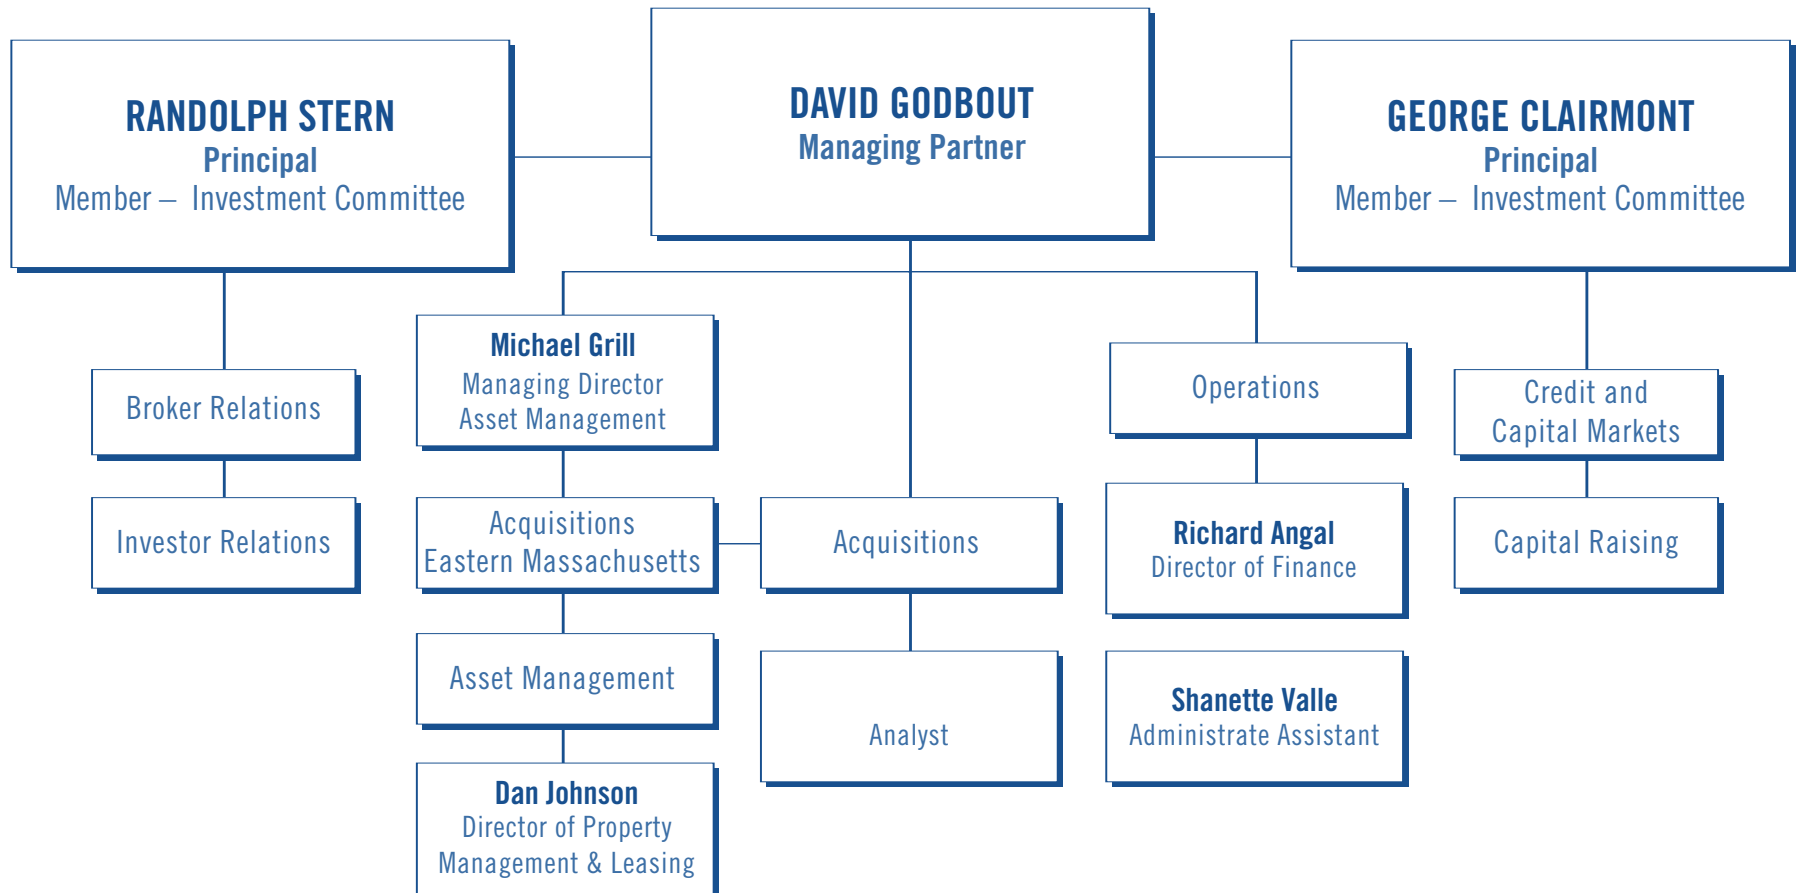 RANDOLPH STERN
Principal
Member –  Investment Committee
DAVID GODBOUT
Managing Partner
GEORGE CLAIRMONT
Principal
Member –  Investment Committee
Broker Relations
Investor Relations
Michael Grill
Managing Director
Asset Management
Acquisitions
Eastern Massachusetts
Asset Management
Dan Johnson
Director of Property
Management & Leasing
Acquisitions
Analyst
Operations
Richard Angal
Director of Finance
Shanette Valle
Administrate Assistant
Credit and
Capital Markets
Capital Raising